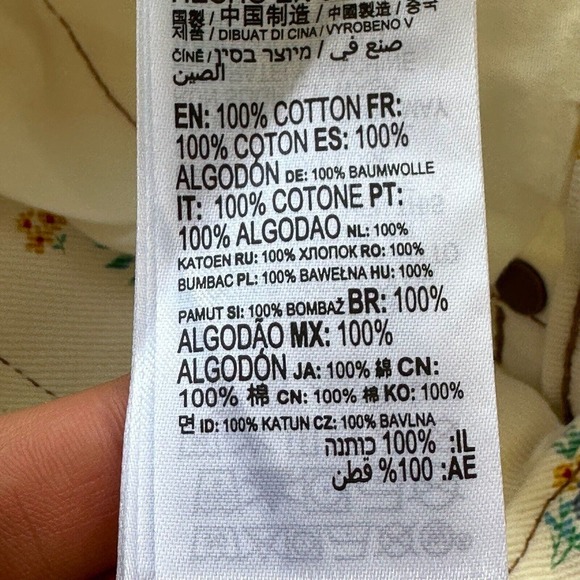 国製 / 中国制造 / 中國製造 / 중국
제품 / DIBUAT DI CINA / VYROBENO V
ČÍNĚ / מיוצר בסין / صنع في
الصين
EN: 100% COTTON FR:
100% COTON ES: 100%
ALGODÓN DE: 100% BAUMWOLLE
IT: 100% COTONE PT:
100% ALGODAO NL: 100%
KATOEN RU: 100% ХЛОПОК RO: 100%
BUMBAC PL: 100% BAWEŁNA HU: 100%
PAMUT SI: 100% BOMBAŽ BR: 100%
ALGODÃO MX: 100%
ALGODÓN JA: 100% 綿 CN:
100% 棉 CN: 100% 棉 KO: 100%
면 ID: 100% KATUN CZ: 100% BAVLNA
IL: 100% כותנה
AE: 100% قطن